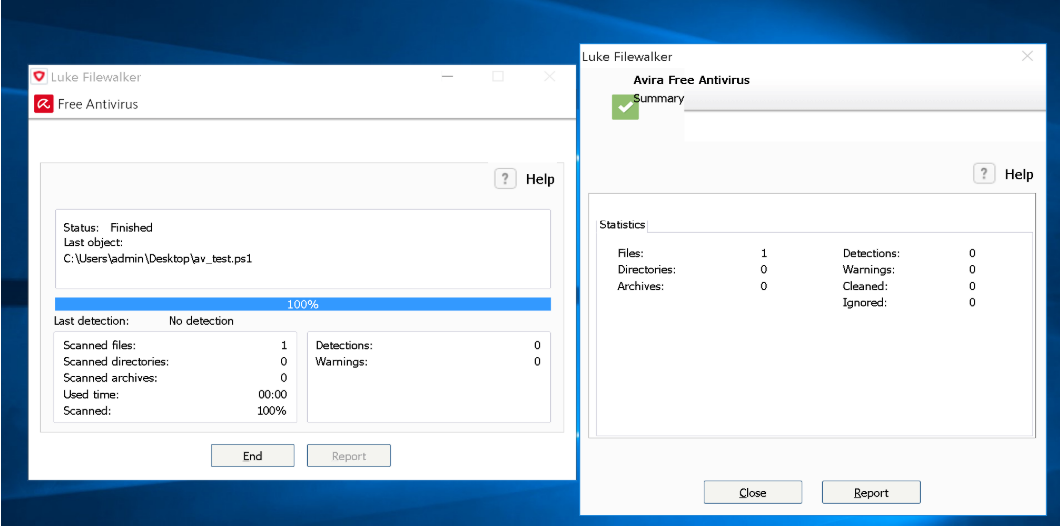 Luke Filewalker
Free Antivirus
? Help
Status: Finished
Last object:
C:\Users\admin\Desktop\av_test.ps1
100%
Last detection: No detection
Scanned files: 1
Scanned directories: 0
Scanned archives: 0
Used time: 00:00
Scanned: 100%
Detections: 0
Warnings: 0
End Report
Luke Filewalker
Avira Free Antivirus
Summary
? Help
Statistics
Files: 1
Directories: 0
Archives: 0
Detections: 0
Warnings: 0
Cleaned: 0
Ignored: 0
Close Report